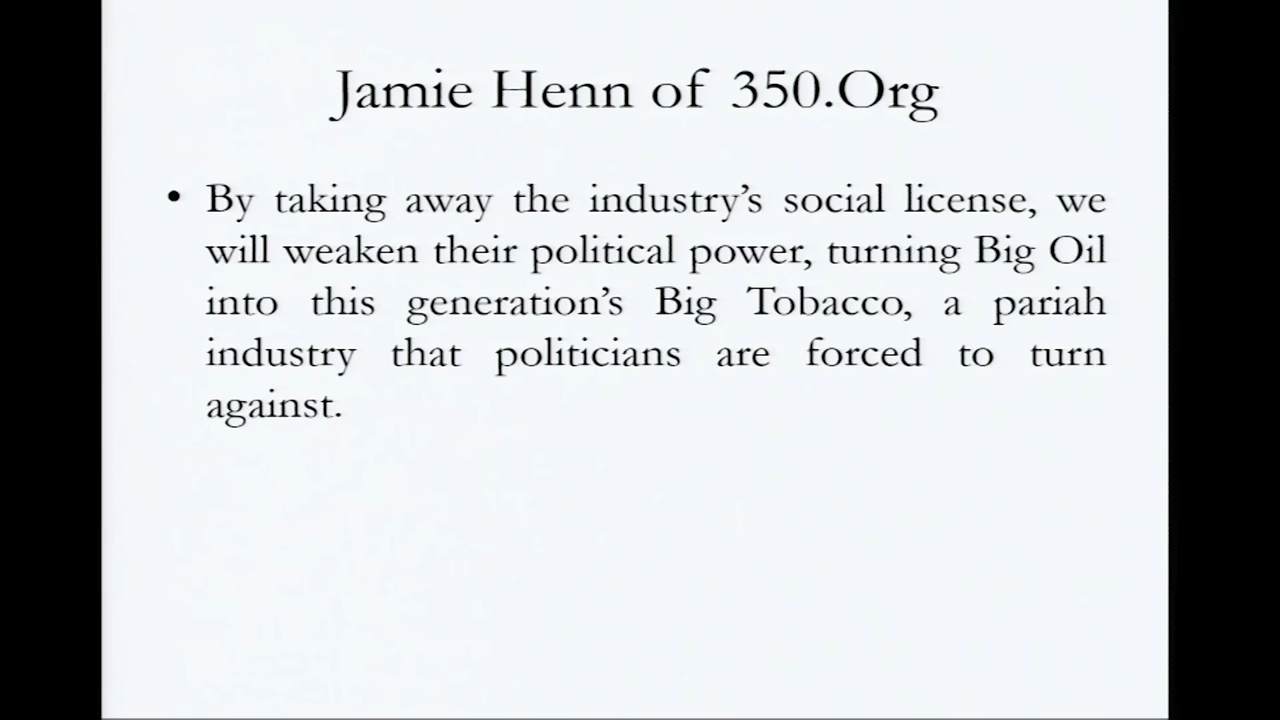 Jamie Henn of 350.Org
• By taking away the industry’s social license, we
will weaken their political power, turning Big Oil
into this generation’s Big Tobacco, a pariah
industry that politicians are forced to turn
against.